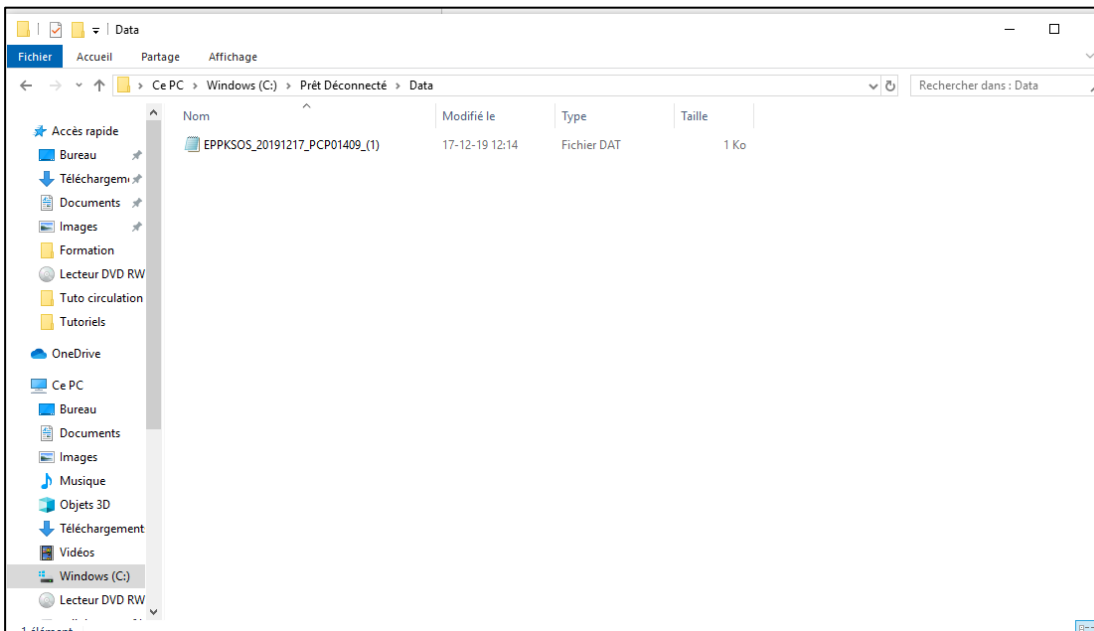 Data
Fichier Accueil Partage Affichage
Ce PC > Windows (C:) > Prêt Déconnecté > Data
Rechercher dans : Data
Nom Modifié le Type Taille
EPPKSOS_20191217_PCP01409_(1) 17-12-19 12:14 Fichier DAT 1 Ko
Accès rapide
Bureau
Téléchargem
Documents
Images
Formation
Lecteur DVD RW
Tuto circulation
Tutoriels
OneDrive
Ce PC
Bureau
Documents
Images
Musique
Objets 3D
Téléchargement
Vidéos
Windows (C:)
Lecteur DVD RW
1 élément